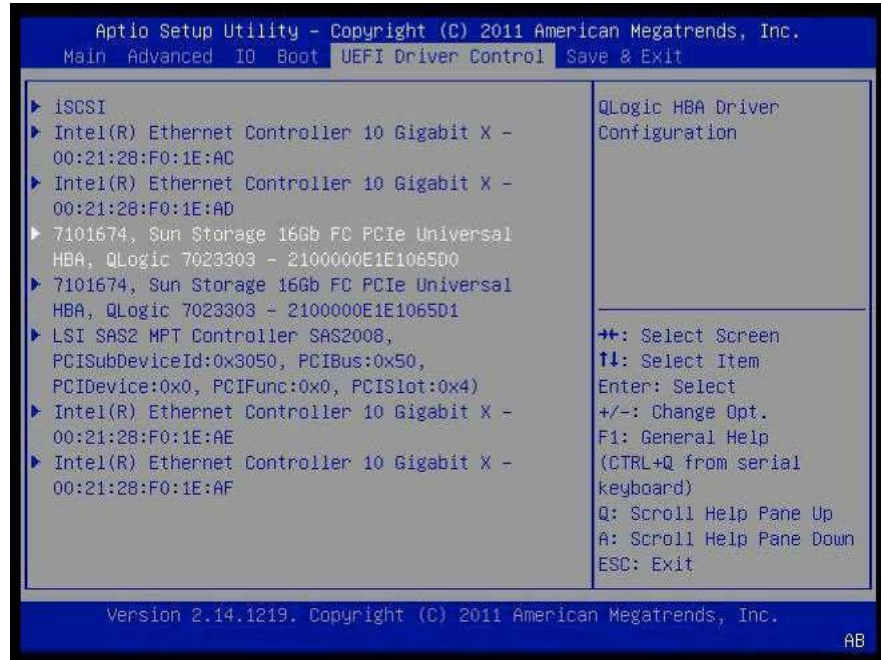 Aptio Setup Utility – Copyright (C) 2011 American Megatrends, Inc.
Main Advanced IO Boot UEFI Driver Control Save & Exit
iSCSI
Intel(R) Ethernet Controller 10 Gigabit X –
00:21:28:F0:1E:AC
Intel(R) Ethernet Controller 10 Gigabit X –
00:21:28:F0:1E:AD
7101674, Sun Storage 16Gb FC PCIe Universal
HBA, QLogic 7023303 – 2100000E1E1065D0
7101674, Sun Storage 16Gb FC PCIe Universal
HBA, QLogic 7023303 – 2100000E1E1065D1
LSI SAS2 MPT Controller SAS2008,
PCISubDeviceId:0x3050, PCIBus:0x50,
PCIDevice:0x0, PCIFunc:0x0, PCISlot:0x4)
Intel(R) Ethernet Controller 10 Gigabit X –
00:21:28:F0:1E:AE
Intel(R) Ethernet Controller 10 Gigabit X –
00:21:28:F0:1E:AF
QLogic HBA Driver
Configuration
→←: Select Screen
↑↓: Select Item
Enter: Select
+/-: Change Opt.
F1: General Help
(CTRL+Q from serial
keyboard)
Q: Scroll Help Pane Up
A: Scroll Help Pane Down
ESC: Exit
Version 2.14.1219. Copyright (C) 2011 American Megatrends, Inc.
AB